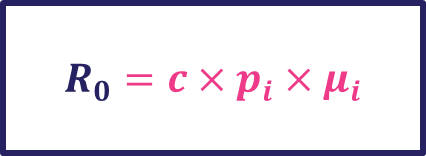 R₀ = c × pᵢ × μᵢ